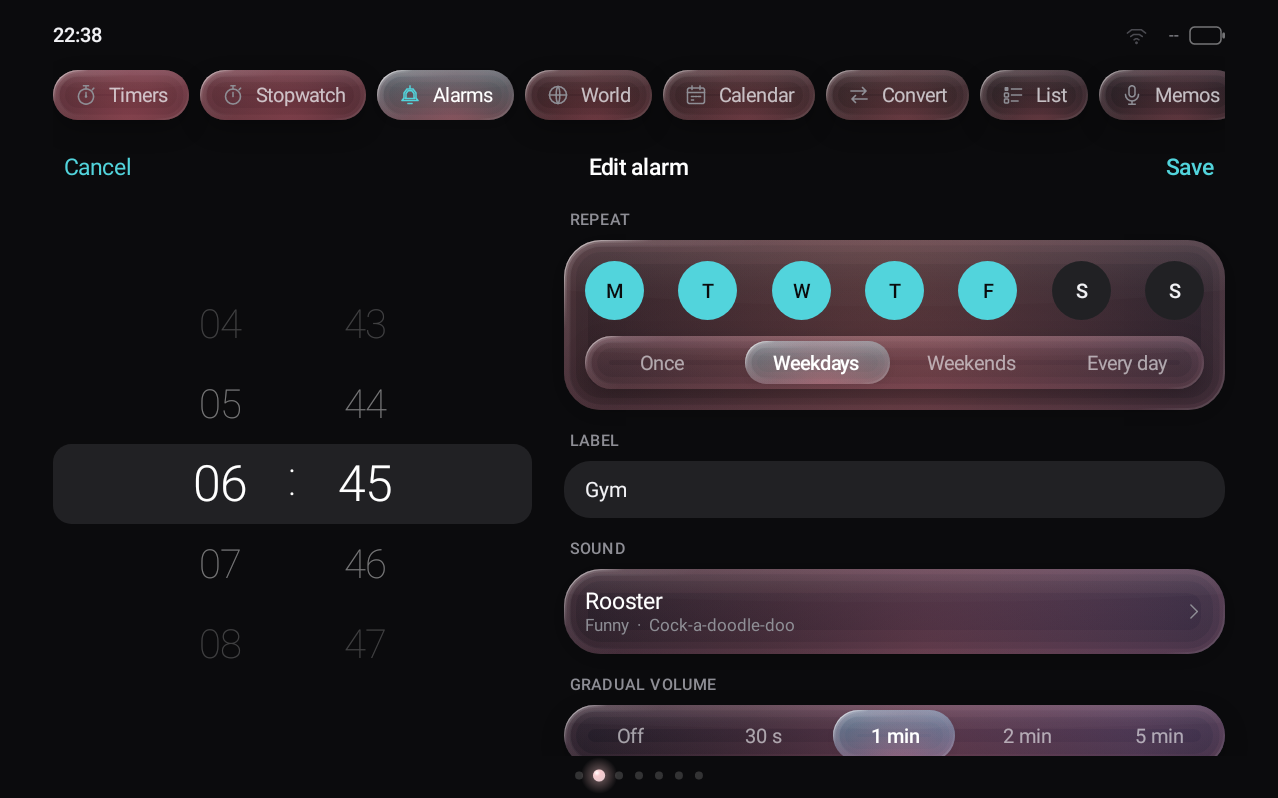 22:38
--
Timers Stopwatch Alarms World Calendar Convert List Memos
Cancel Edit alarm Save
REPEAT
M T W T F S S
Once Weekdays Weekends Every day
LABEL
Gym
SOUND
Rooster
Funny · Cock-a-doodle-doo
GRADUAL VOLUME
Off 30 s 1 min 2 min 5 min
04 43
05 44
06 : 45
07 46
08 47